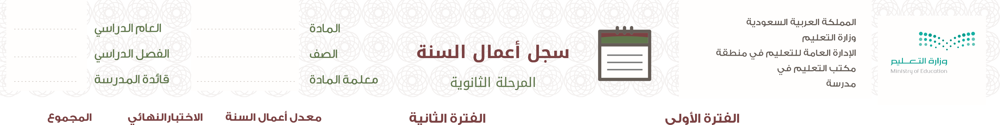 المملكة العربية السعودية
وزارة التعليم
الإدارة العامة للتعليم في منطقة
مكتب التعليم في
مدرسة
وزارة التعـــليم
Ministry of Education
سجل أعمال السنة
المرحلة الثانوية
المادة
الصف
معلمة المادة
العام الدراسي
الفصل الدراسي
قائدة المدرسة
الفترة الأولى
الفترة الثانية
معدل أعمال السنة
الاختبارالنهائي
المجموع